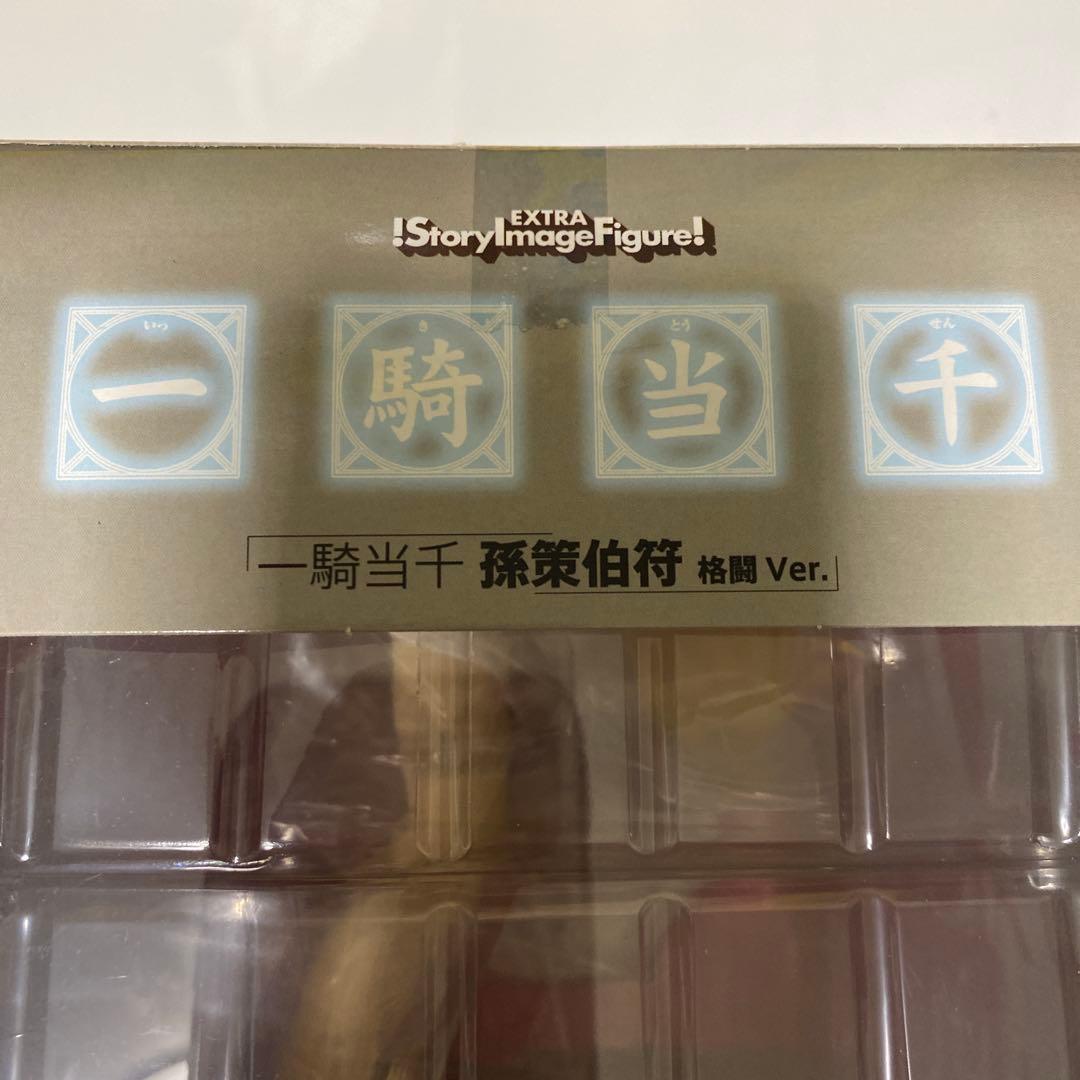 EXTRA
!StoryImageFigure!
いっ き とう せん
一 騎 当 千
一騎当千 孫策伯符 格闘 Ver.